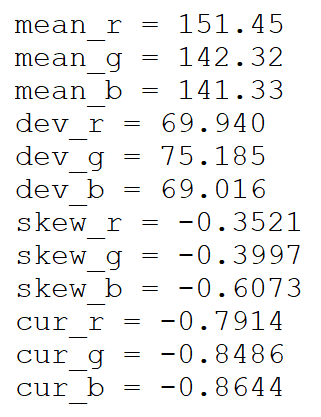 mean_r = 151.45
mean_g = 142.32
mean_b = 141.33
dev_r = 69.940
dev_g = 75.185
dev_b = 69.016
skew_r = -0.3521
skew_g = -0.3997
skew_b = -0.6073
cur_r = -0.7914
cur_g = -0.8486
cur_b = -0.8644